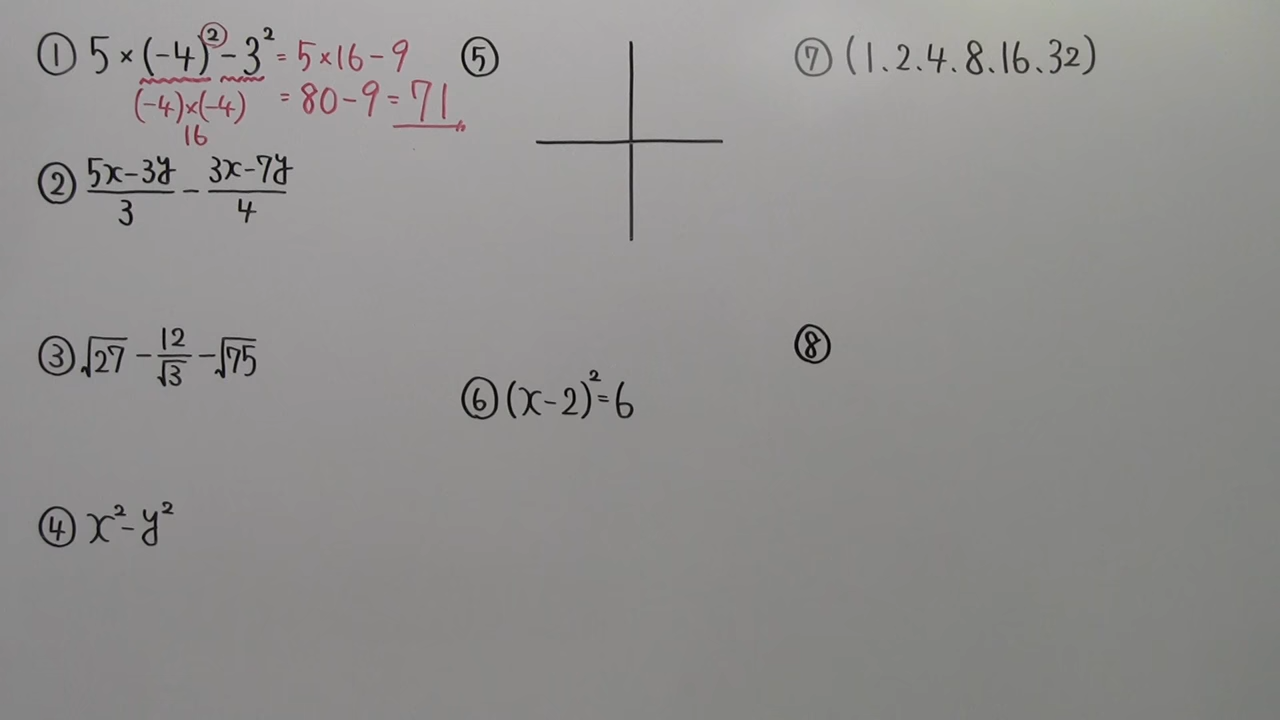 ① 5×(-4)²-3² = 5×16-9
(-4)×(-4) = 80-9 = 71
16
② (5x-3y)/3 - (3x-7y)/4
③ √27 - 12/√3 - √75
④ x²-y²
⑤
⑥ (x-2)²=6
⑦ (1.2.4.8.16.32)
⑧